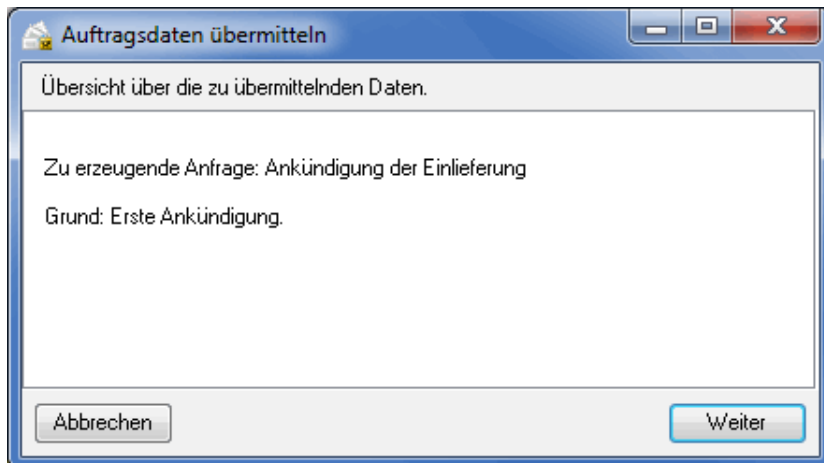 Auftragsdaten übermitteln
Übersicht über die zu übermittelnden Daten.
Zu erzeugende Anfrage: Ankündigung der Einlieferung
Grund: Erste Ankündigung.
Abbrechen
Weiter